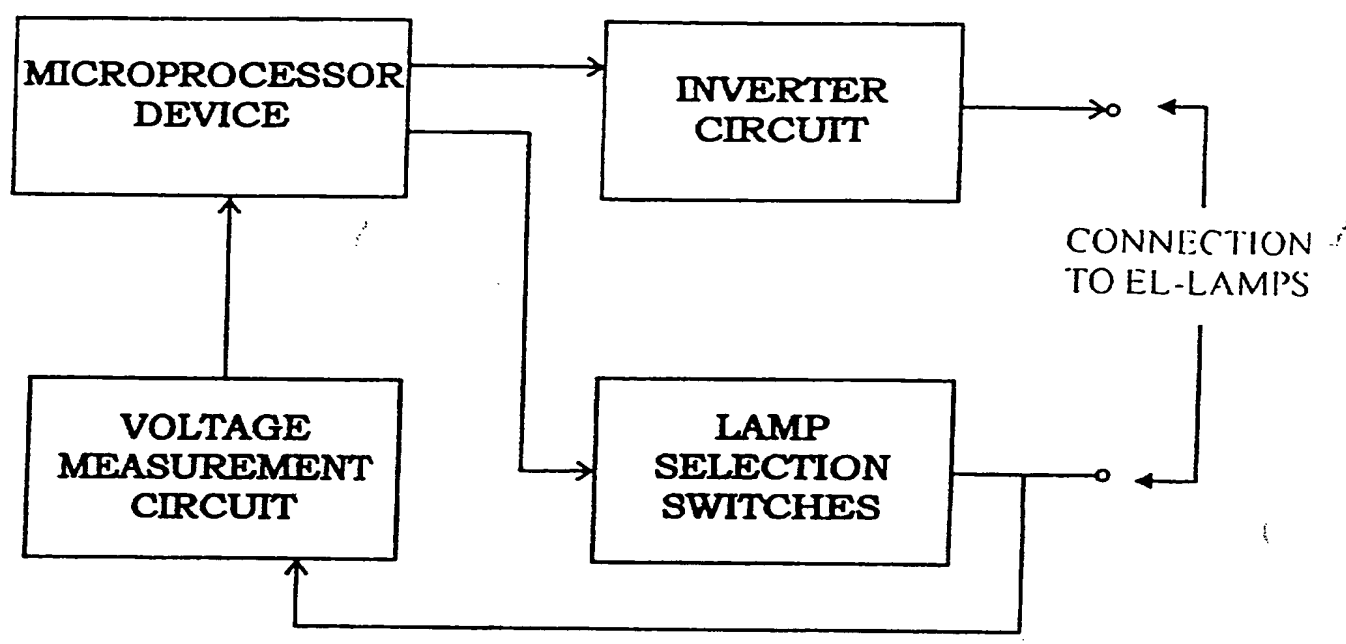 MICROPROCESSOR
DEVICE
INVERTER
CIRCUIT
CONNECTION
TO EL-LAMPS
VOLTAGE
MEASUREMENT
CIRCUIT
LAMP
SELECTION
SWITCHES